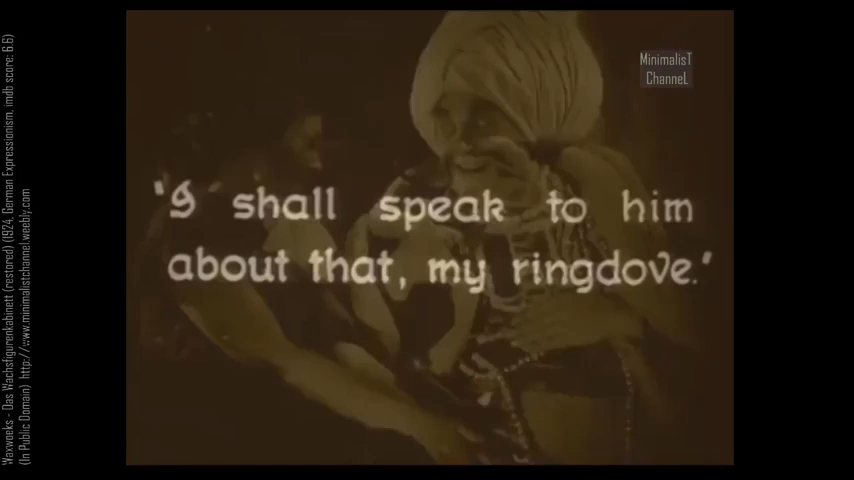 "I shall speak to him
about that, my ringdove."
MinimalisT
ChanneL
Waxwoeks - Das Wachsfigurenkabinett (restored) (1924, German Expressionism, imdb score: 6.6)
(In Public Domain) http://www.minimalistchannel.weebly.com